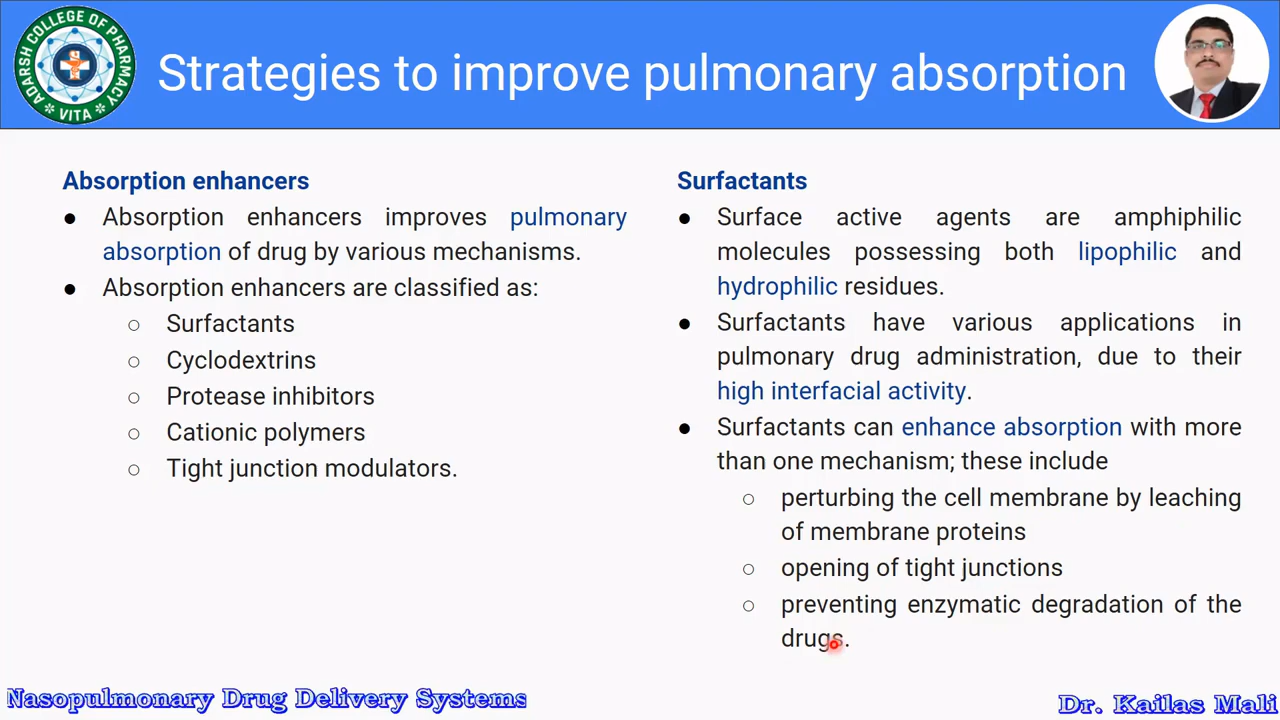 ADARSH COLLEGE OF PHARMACY
VITA
Strategies to improve pulmonary absorption
Absorption enhancers
● Absorption enhancers improves pulmonary
absorption of drug by various mechanisms.
● Absorption enhancers are classified as:
○ Surfactants
○ Cyclodextrins
○ Protease inhibitors
○ Cationic polymers
○ Tight junction modulators.
Surfactants
● Surface active agents are amphiphilic
molecules possessing both lipophilic and
hydrophilic residues.
● Surfactants have various applications in
pulmonary drug administration, due to their
high interfacial activity.
● Surfactants can enhance absorption with more
than one mechanism; these include
○ perturbing the cell membrane by leaching
of membrane proteins
○ opening of tight junctions
○ preventing enzymatic degradation of the
drugs.
Nasopulmonary Drug Delivery Systems
Dr. Kailas Mali